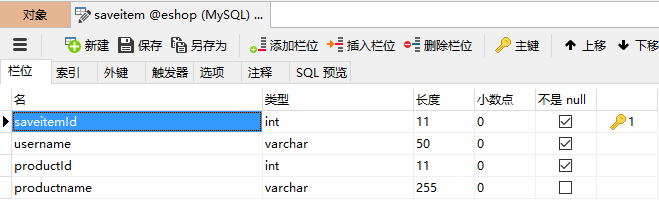 对象 saveitem @eshop (MySQL) ...
新建 保存 另存为 添加栏位 插入栏位 删除栏位 主键 上移 下移
栏位 索引 外键 触发器 选项 注释 SQL 预览
名 类型 长度 小数点 不是 null
saveitemId int 11 0 1
username varchar 50 0
productId int 11 0
productname varchar 255 0